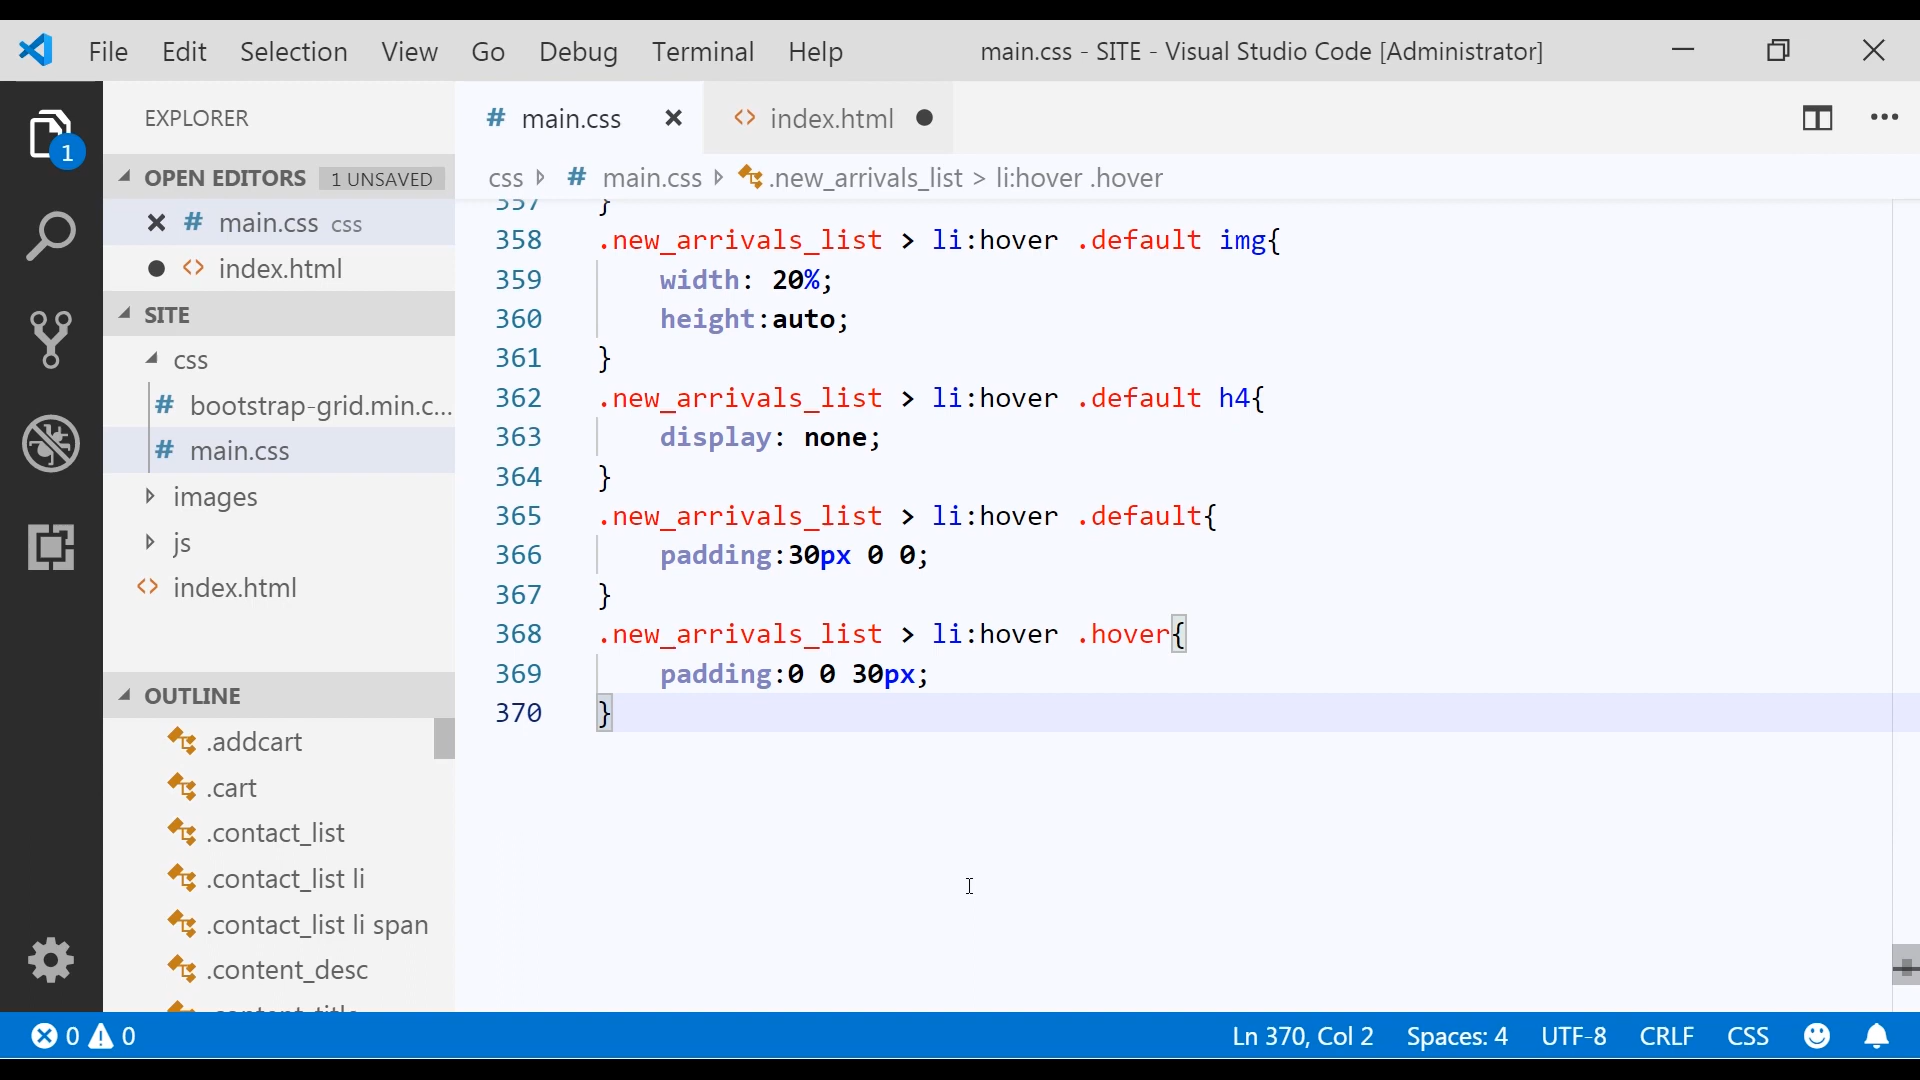 File Edit Selection View Go Debug Terminal Help main.css - SITE - Visual Studio Code [Administrator]
EXPLORER
1
OPEN EDITORS 1 UNSAVED
# main.css css
<> index.html
SITE
css
# bootstrap-grid.min.c...
# main.css
images
js
<> index.html
OUTLINE
.addcart
.cart
.contact_list
.contact_list li
.contact_list li span
.content_desc
.content_title
# main.css <> index.html
css # main.css .new_arrivals_list > li:hover .hover
357 }
358 .new_arrivals_list > li:hover .default img{
359 width: 20%;
360 height:auto;
361 }
362 .new_arrivals_list > li:hover .default h4{
363 display: none;
364 }
365 .new_arrivals_list > li:hover .default{
366 padding:30px 0 0;
367 }
368 .new_arrivals_list > li:hover .hover{
369 padding:0 0 30px;
370 }
0 0 Ln 370, Col 2 Spaces: 4 UTF-8 CRLF CSS